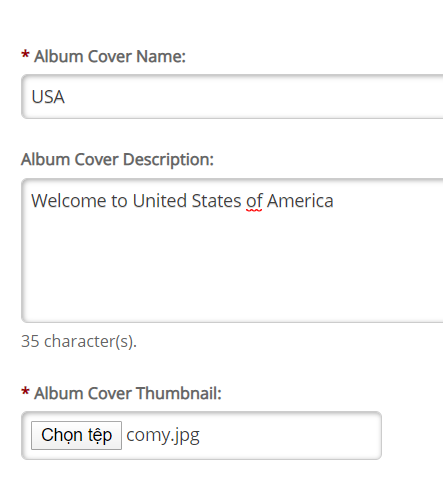 * Album Cover Name:
USA
Album Cover Description:
Welcome to United States of America
35 character(s).
* Album Cover Thumbnail:
Chọn tệp comy.jpg